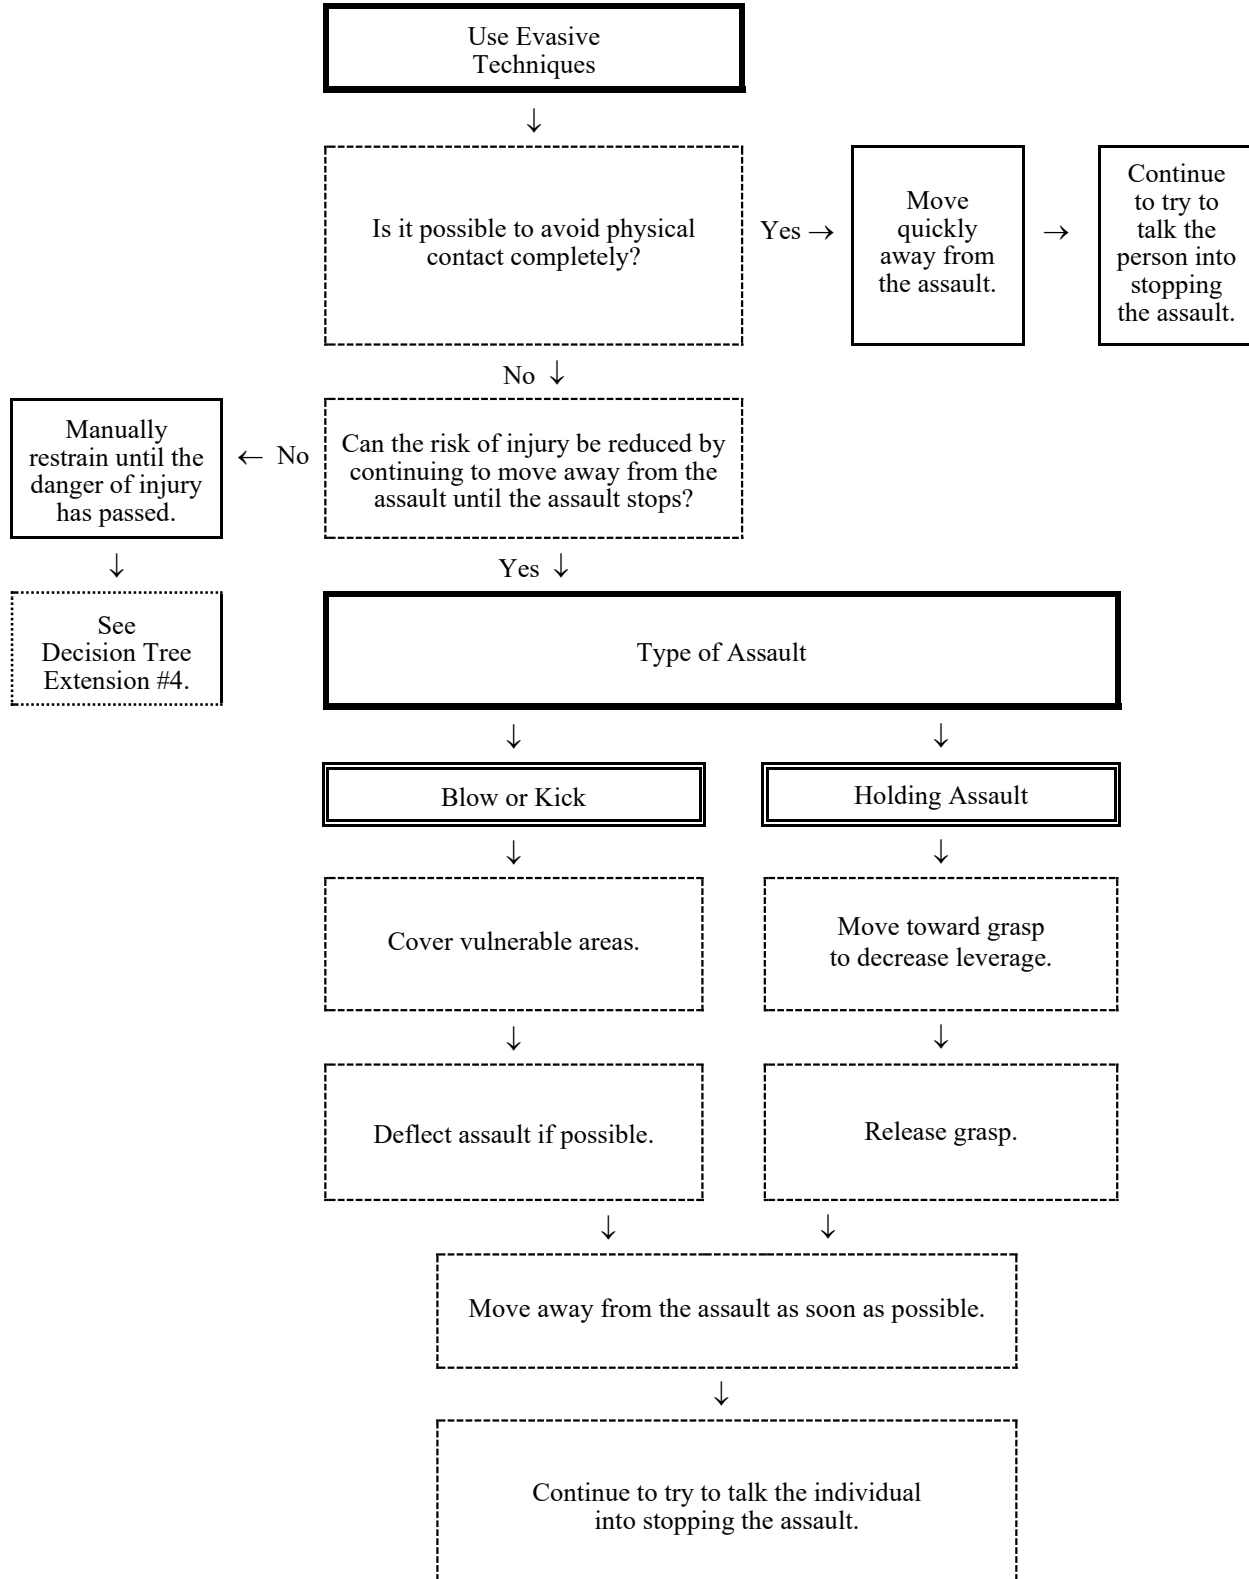 Use Evasive
Techniques
↓
Is it possible to avoid physical
contact completely?
Yes →
Move
quickly
away from
the assault.
→
Continue
to try to
talk the
person into
stopping
the assault.
No ↓
Manually
restrain until the
danger of injury
has passed.
← No
Can the risk of injury be reduced by
continuing to move away from the
assault until the assault stops?
↓
Yes ↓
See
Decision Tree
Extension #4.
Type of Assault
↓
↓
Blow or Kick
Holding Assault
↓
↓
Cover vulnerable areas.
Move toward grasp
to decrease leverage.
↓
↓
Deflect assault if possible.
Release grasp.
↓
↓
Move away from the assault as soon as possible.
↓
Continue to try to talk the individual
into stopping the assault.